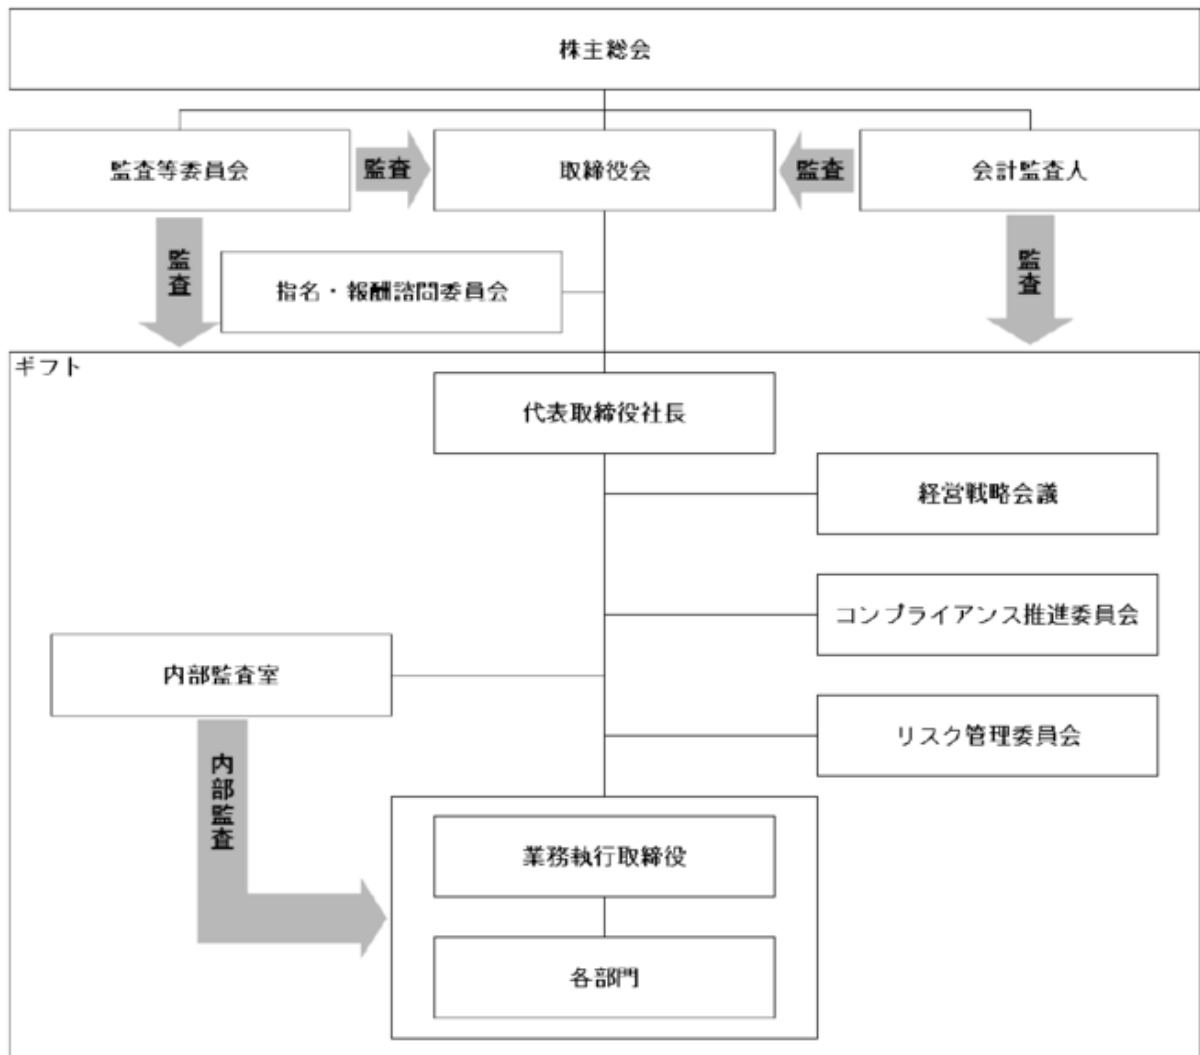 株主総会
監査等委員会
監査
取締役会
監査
会計監査人
監査
指名・報酬諮問委員会
監査
ギフト
代表取締役社長
経営戦略会議
コンプライアンス推進委員会
内部監査室
リスク管理委員会
内部監査
業務執行取締役
各部門